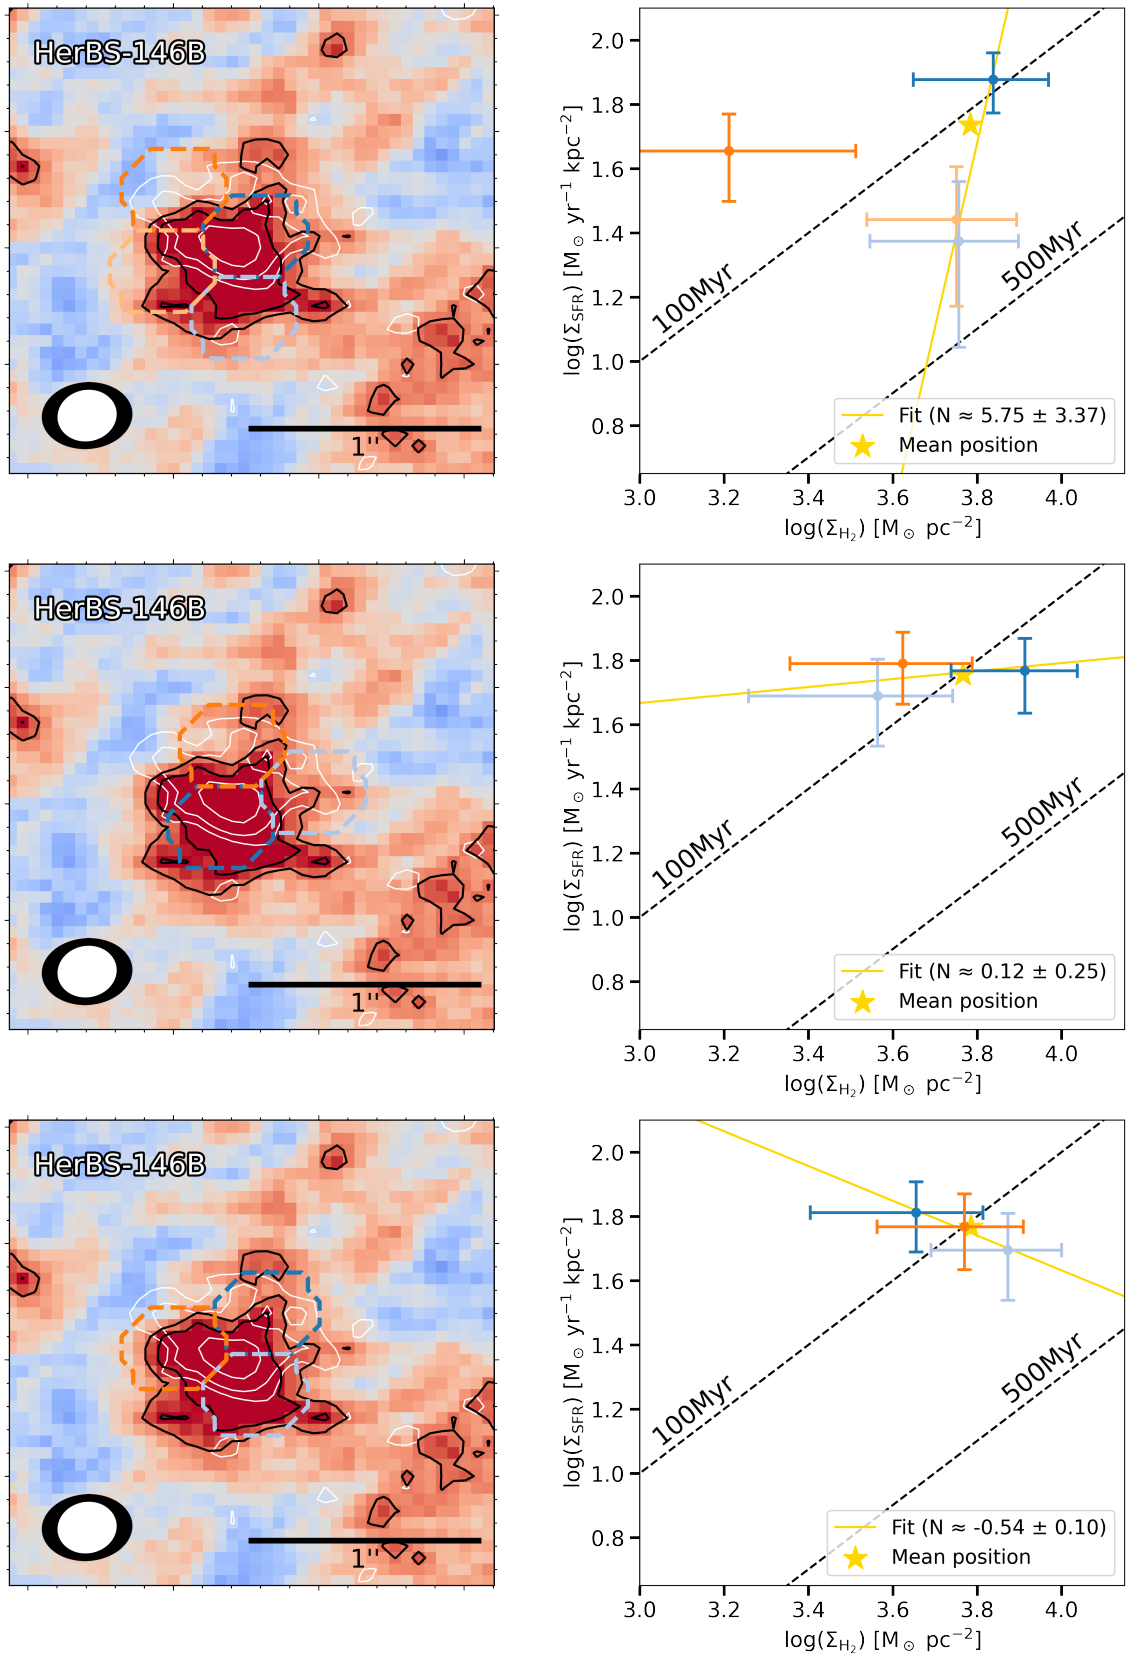 HerBS-146B
1''
2.0
1.8
1.6
1.4
1.2
1.0
0.8
log(Σ_SFR) [M_⊙ yr⁻¹ kpc⁻²]
100Myr
500Myr
Fit (N ≈ 5.75 ± 3.37)
Mean position
3.0 3.2 3.4 3.6 3.8 4.0
log(Σ_H₂) [M_⊙ pc⁻²]
HerBS-146B
1''
2.0
1.8
1.6
1.4
1.2
1.0
0.8
log(Σ_SFR) [M_⊙ yr⁻¹ kpc⁻²]
100Myr
500Myr
Fit (N ≈ 0.12 ± 0.25)
Mean position
3.0 3.2 3.4 3.6 3.8 4.0
log(Σ_H₂) [M_⊙ pc⁻²]
HerBS-146B
1''
2.0
1.8
1.6
1.4
1.2
1.0
0.8
log(Σ_SFR) [M_⊙ yr⁻¹ kpc⁻²]
100Myr
500Myr
Fit (N ≈ -0.54 ± 0.10)
Mean position
3.0 3.2 3.4 3.6 3.8 4.0
log(Σ_H₂) [M_⊙ pc⁻²]